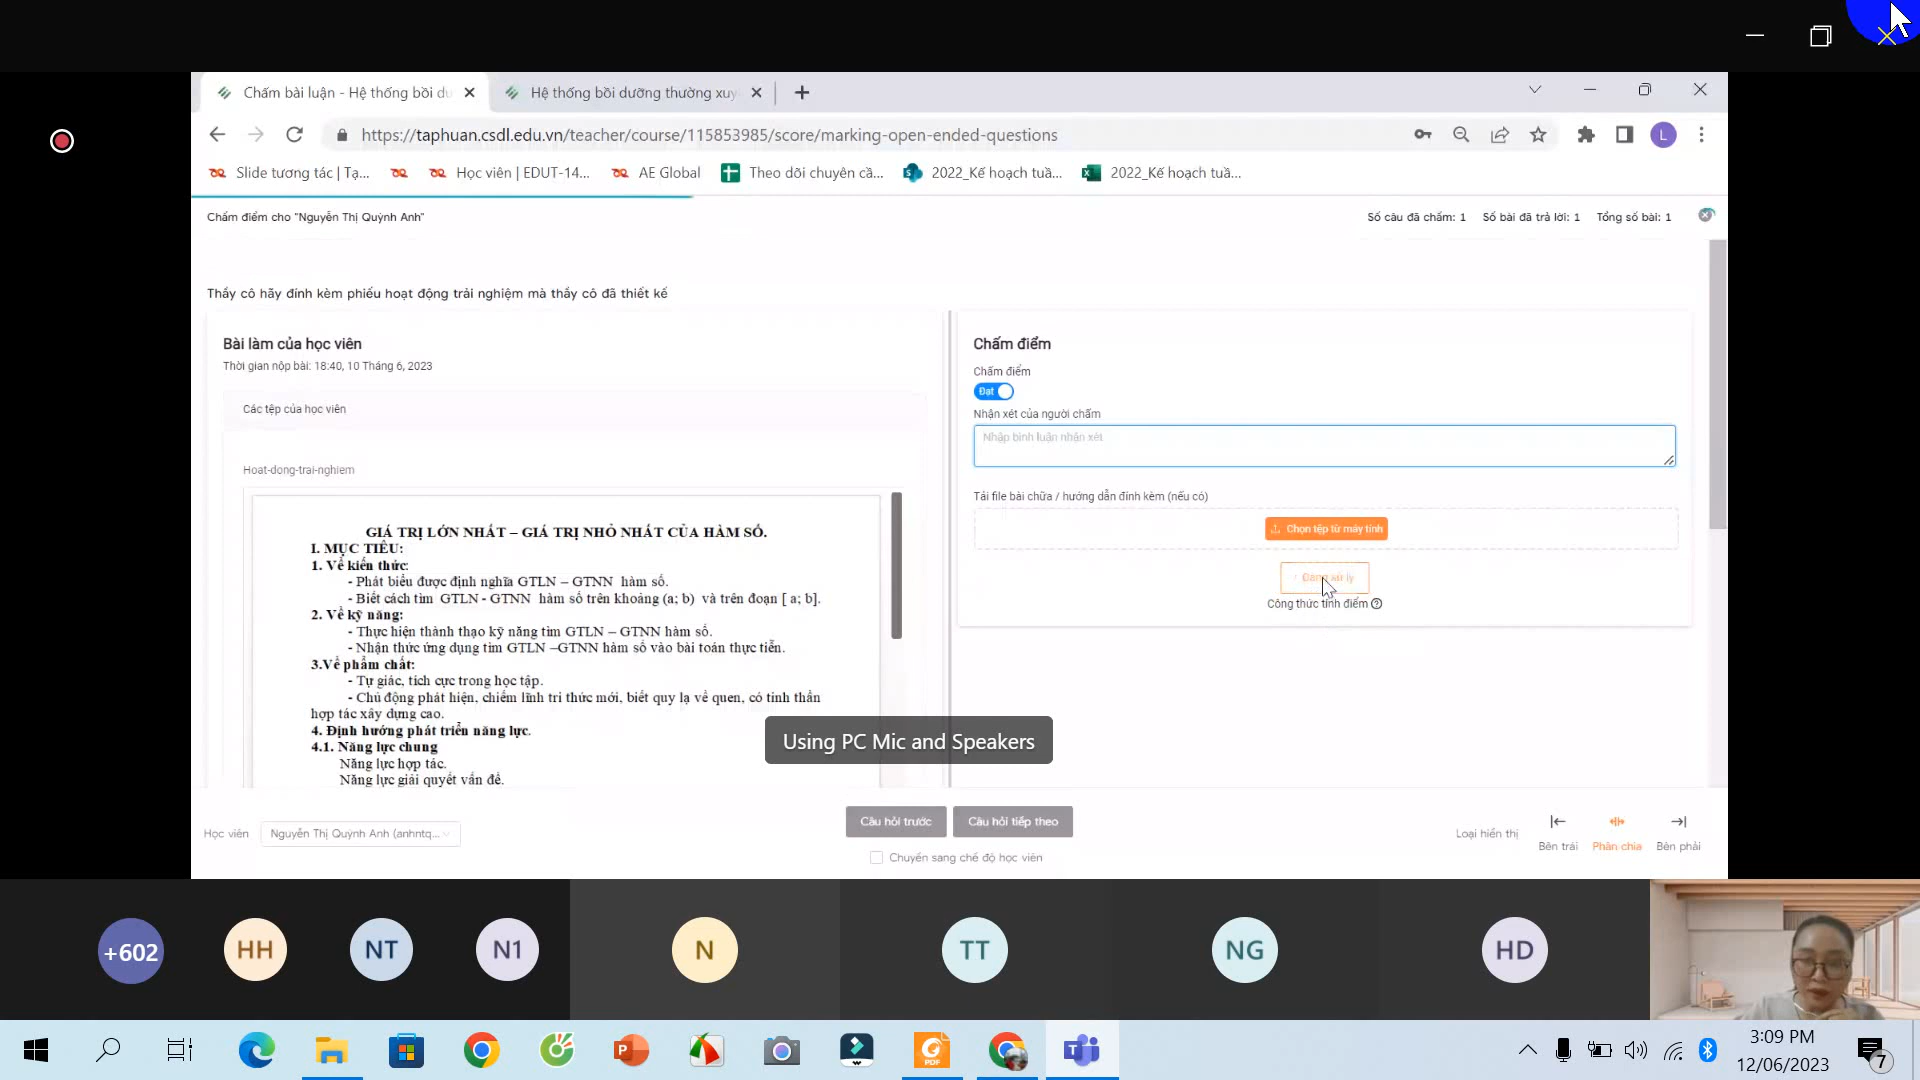 Chấm bài luận - Hệ thống bồi dư
Hệ thống bồi dưỡng thường xuy
https://taphuan.csdl.edu.vn/teacher/course/115853985/score/marking-open-ended-questions
L
Slide tương tác | Tạ...
Học viên | EDUT-14...
AE Global
Theo dõi chuyên cầ...
2022_Kế hoạch tuầ...
2022_Kế hoạch tuầ...
Chấm điểm cho "Nguyễn Thị Quỳnh Anh"
Số câu đã chấm: 1 Số bài đã trả lời: 1 Tổng số bài: 1
Thầy cô hãy đính kèm phiếu hoạt động trải nghiệm mà thầy cô đã thiết kế
Bài làm của học viên
Thời gian nộp bài: 18:40, 10 Tháng 6, 2023
Các tệp của học viên
Hoat-dong-trai-nghiem
GIÁ TRỊ LỚN NHẤT – GIÁ TRỊ NHỎ NHẤT CỦA HÀM SỐ.
I. MỤC TIÊU:
1. Về kiến thức:
- Phát biểu được định nghĩa GTLN – GTNN hàm số.
- Biết cách tìm GTLN - GTNN hàm số trên khoảng (a; b) và trên đoạn [ a; b].
2. Về kỹ năng:
- Thực hiện thành thạo kỹ năng tìm GTLN – GTNN hàm số.
- Nhận thức ứng dụng tìm GTLN –GTNN hàm số vào bài toán thực tiễn.
3.Về phẩm chất:
- Tự giác, tích cực trong học tập.
- Chủ động phát hiện, chiếm lĩnh tri thức mới, biết quy lạ về quen, có tinh thần
hợp tác xây dựng cao.
4. Định hướng phát triển năng lực.
4.1. Năng lực chung
Năng lực hợp tác.
Năng lực giải quyết vấn đề.
Chấm điểm
Chấm điểm
Đạt
Nhận xét của người chấm
Nhập bình luận nhận xét
Tải file bài chữa / hướng dẫn đính kèm (nếu có)
Chọn tệp từ máy tính
Đang xử lý
Công thức tính điểm
Using PC Mic and Speakers
Học viên
Nguyễn Thị Quỳnh Anh (anhntq...
Câu hỏi trước
Câu hỏi tiếp theo
Chuyển sang chế độ học viên
Loại hiển thị
Bên trái
Phân chia
Bên phải
+602
HH
NT
N1
N
TT
NG
HD
3:09 PM
12/06/2023
7